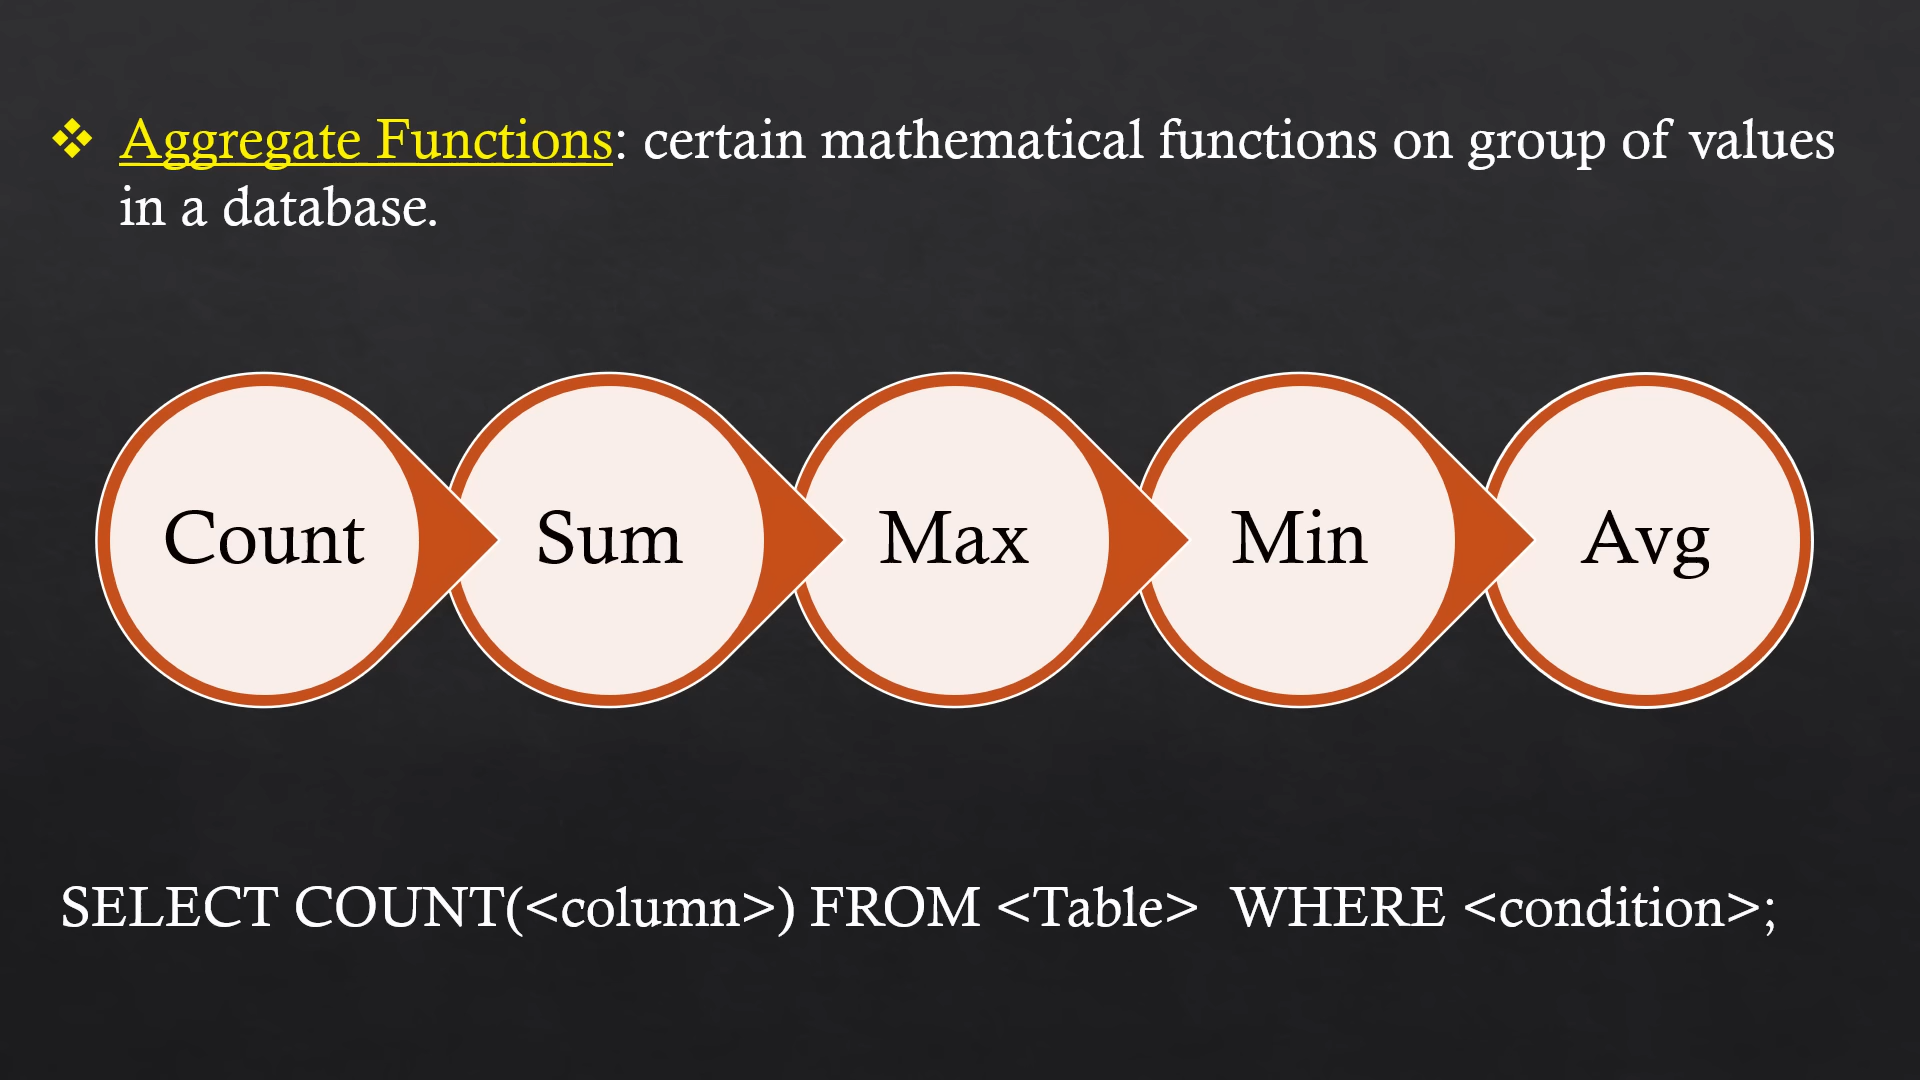 Aggregate Functions: certain mathematical functions on group of values
in a database.
Count
Sum
Max
Min
Avg
SELECT COUNT(<column>) FROM <Table>  WHERE <condition>;